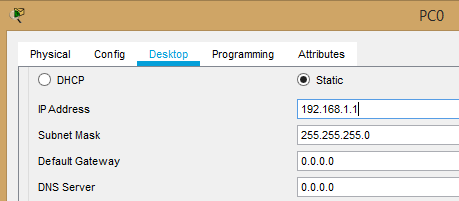 PC0
Physical Config Desktop Programming Attributes
DHCP Static
IP Address 192.168.1.1
Subnet Mask 255.255.255.0
Default Gateway 0.0.0.0
DNS Server 0.0.0.0